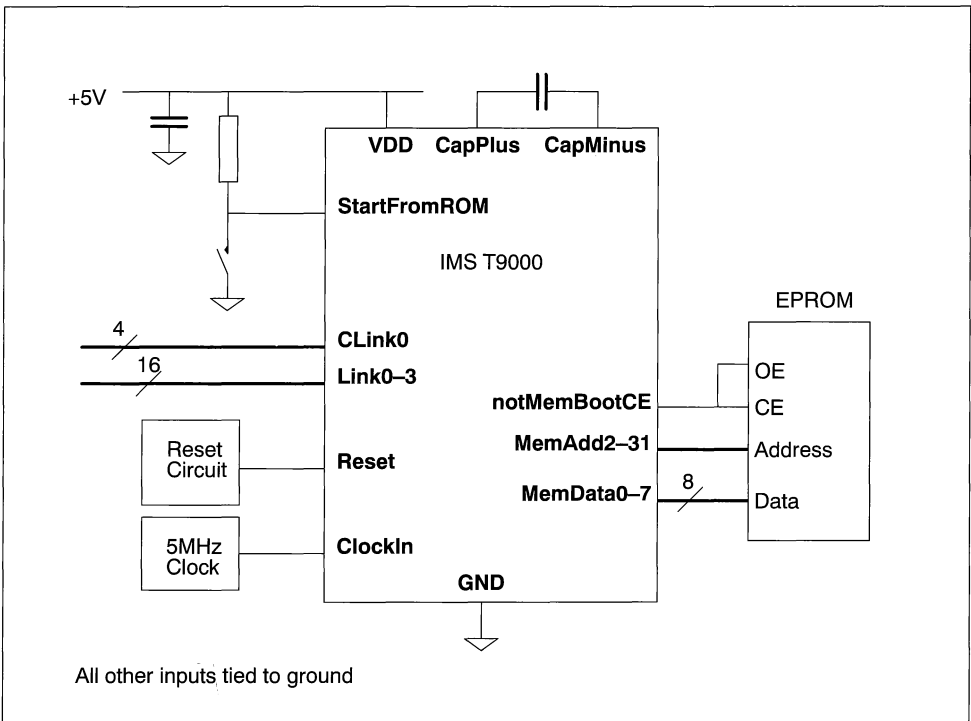 +5V
VDD CapPlus CapMinus
StartFromROM
IMS T9000
EPROM
4
CLink0
16
Link0–3
OE
notMemBootCE
CE
MemAdd2–31
Address
Reset
Circuit
Reset
8
MemData0–7
Data
5MHz
Clock
ClockIn
GND
All other inputs tied to ground